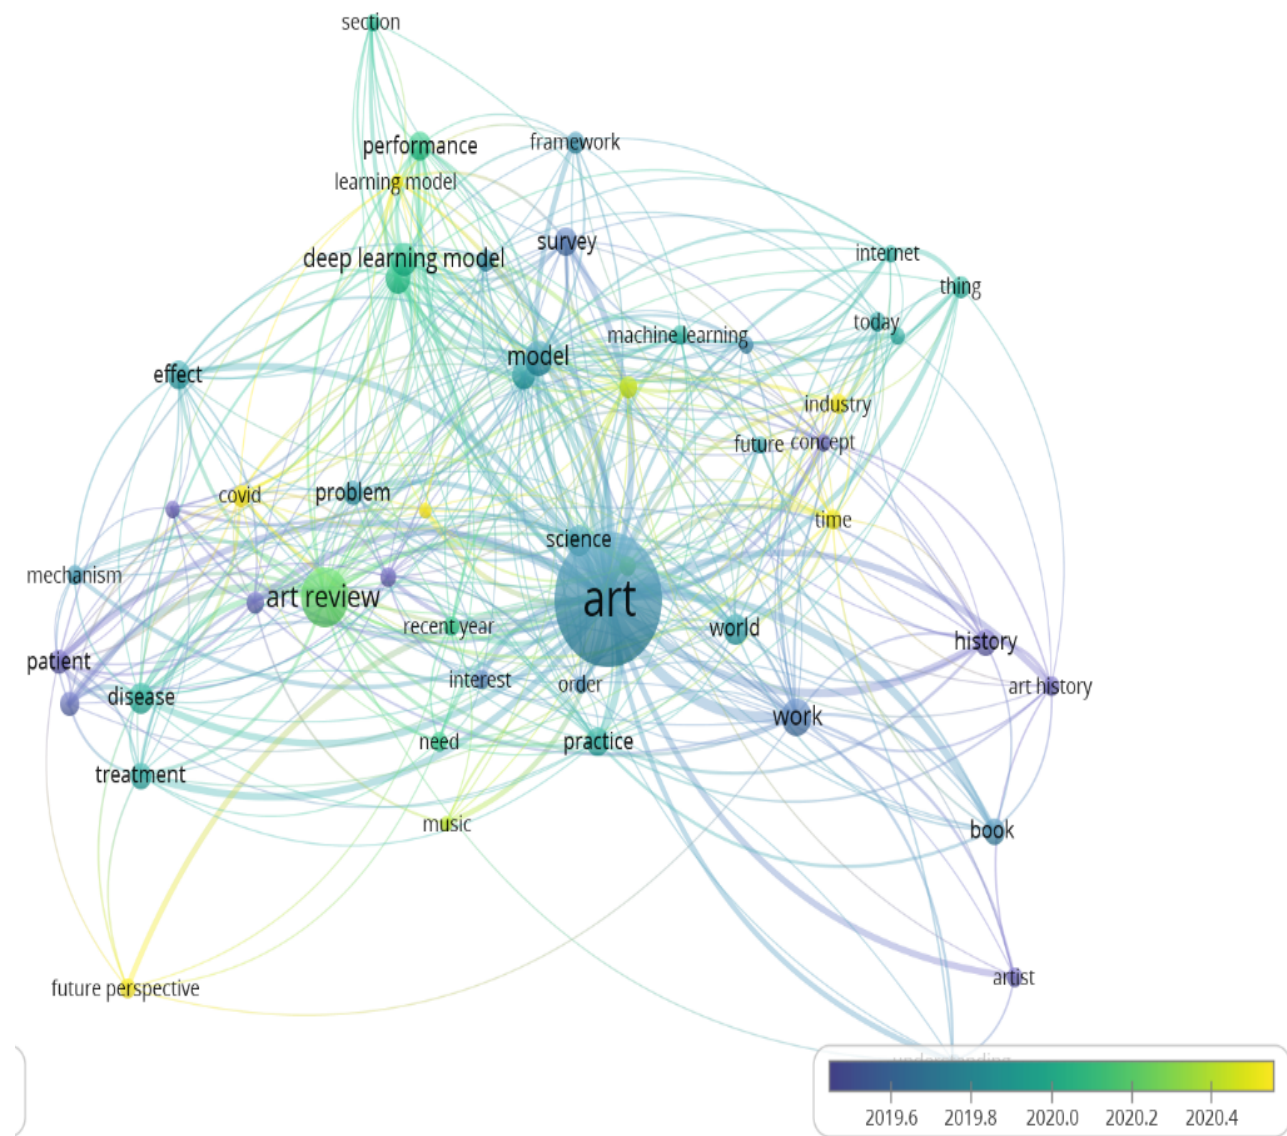 section
performance
framework
learning model
survey
deep learning model
internet
thing
today
machine learning
model
effect
industry
future
concept
covid
problem
time
science
mechanism
art review
art
recent year
world
history
patient
interest
order
art history
disease
work
need
practice
treatment
music
book
artist
future perspective
understanding
2019.6 2019.8 2020.0 2020.2 2020.4